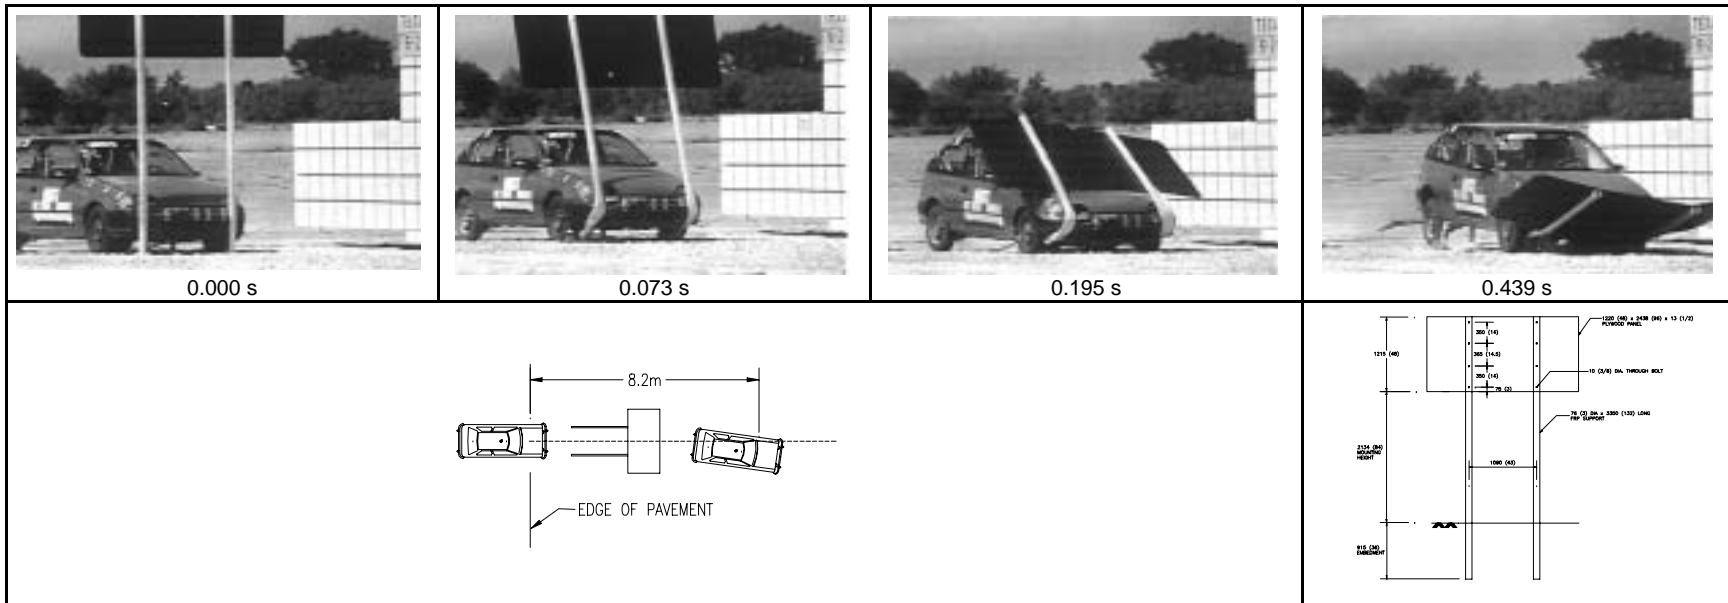 0.000 s
0.073 s
0.195 s
0.439 s
8.2m
EDGE OF PAVEMENT
1220 (48) x 2438 (96) x 13 (1/2)
PLYWOOD PANEL
350 (14)
1215 (48)
365 (14.5)
350 (14)
10 (3/8) DIA. THROUGH BOLT
76 (3)
76 (3) DIA x 3350 (132) LONG
FRP SUPPORT
2134 (84)
MOUNTING
HEIGHT
1090 (43)
915 (36)
EMBEDMENT